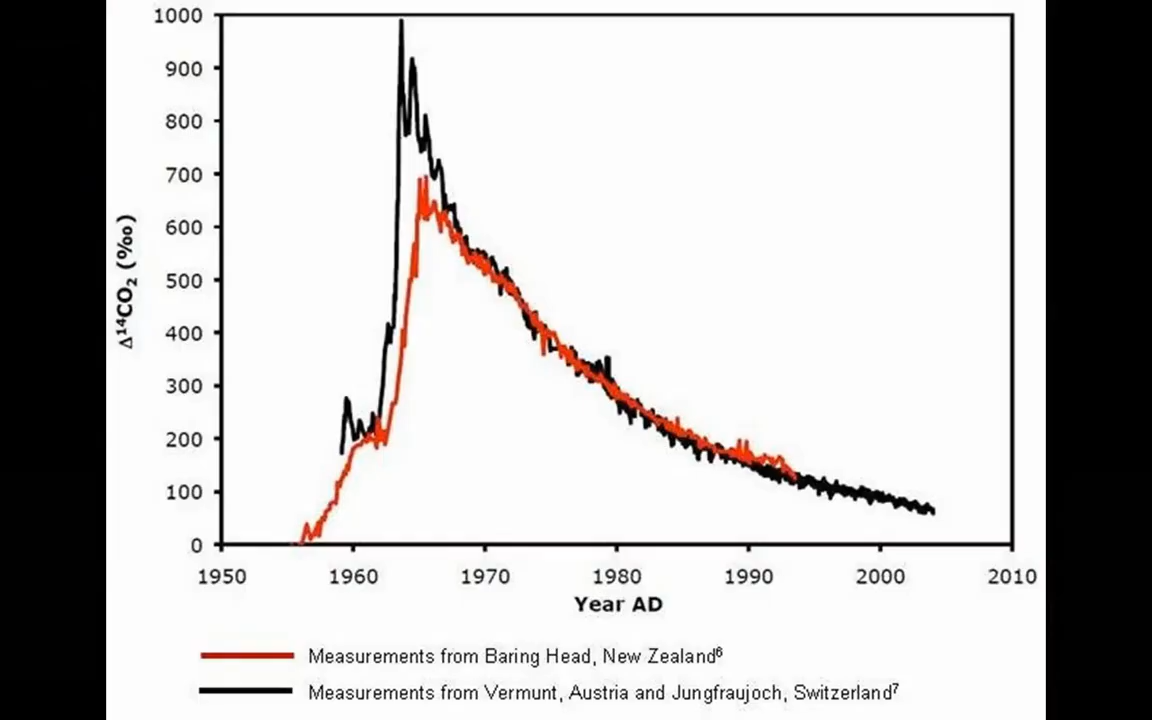 1000
900
800
700
600
500
400
300
200
100
0
Δ¹⁴CO₂ (‰)
1950 1960 1970 1980 1990 2000 2010
Year AD
Measurements from Baring Head, New Zealand⁶
Measurements from Vermunt, Austria and Jungfraujoch, Switzerland⁷